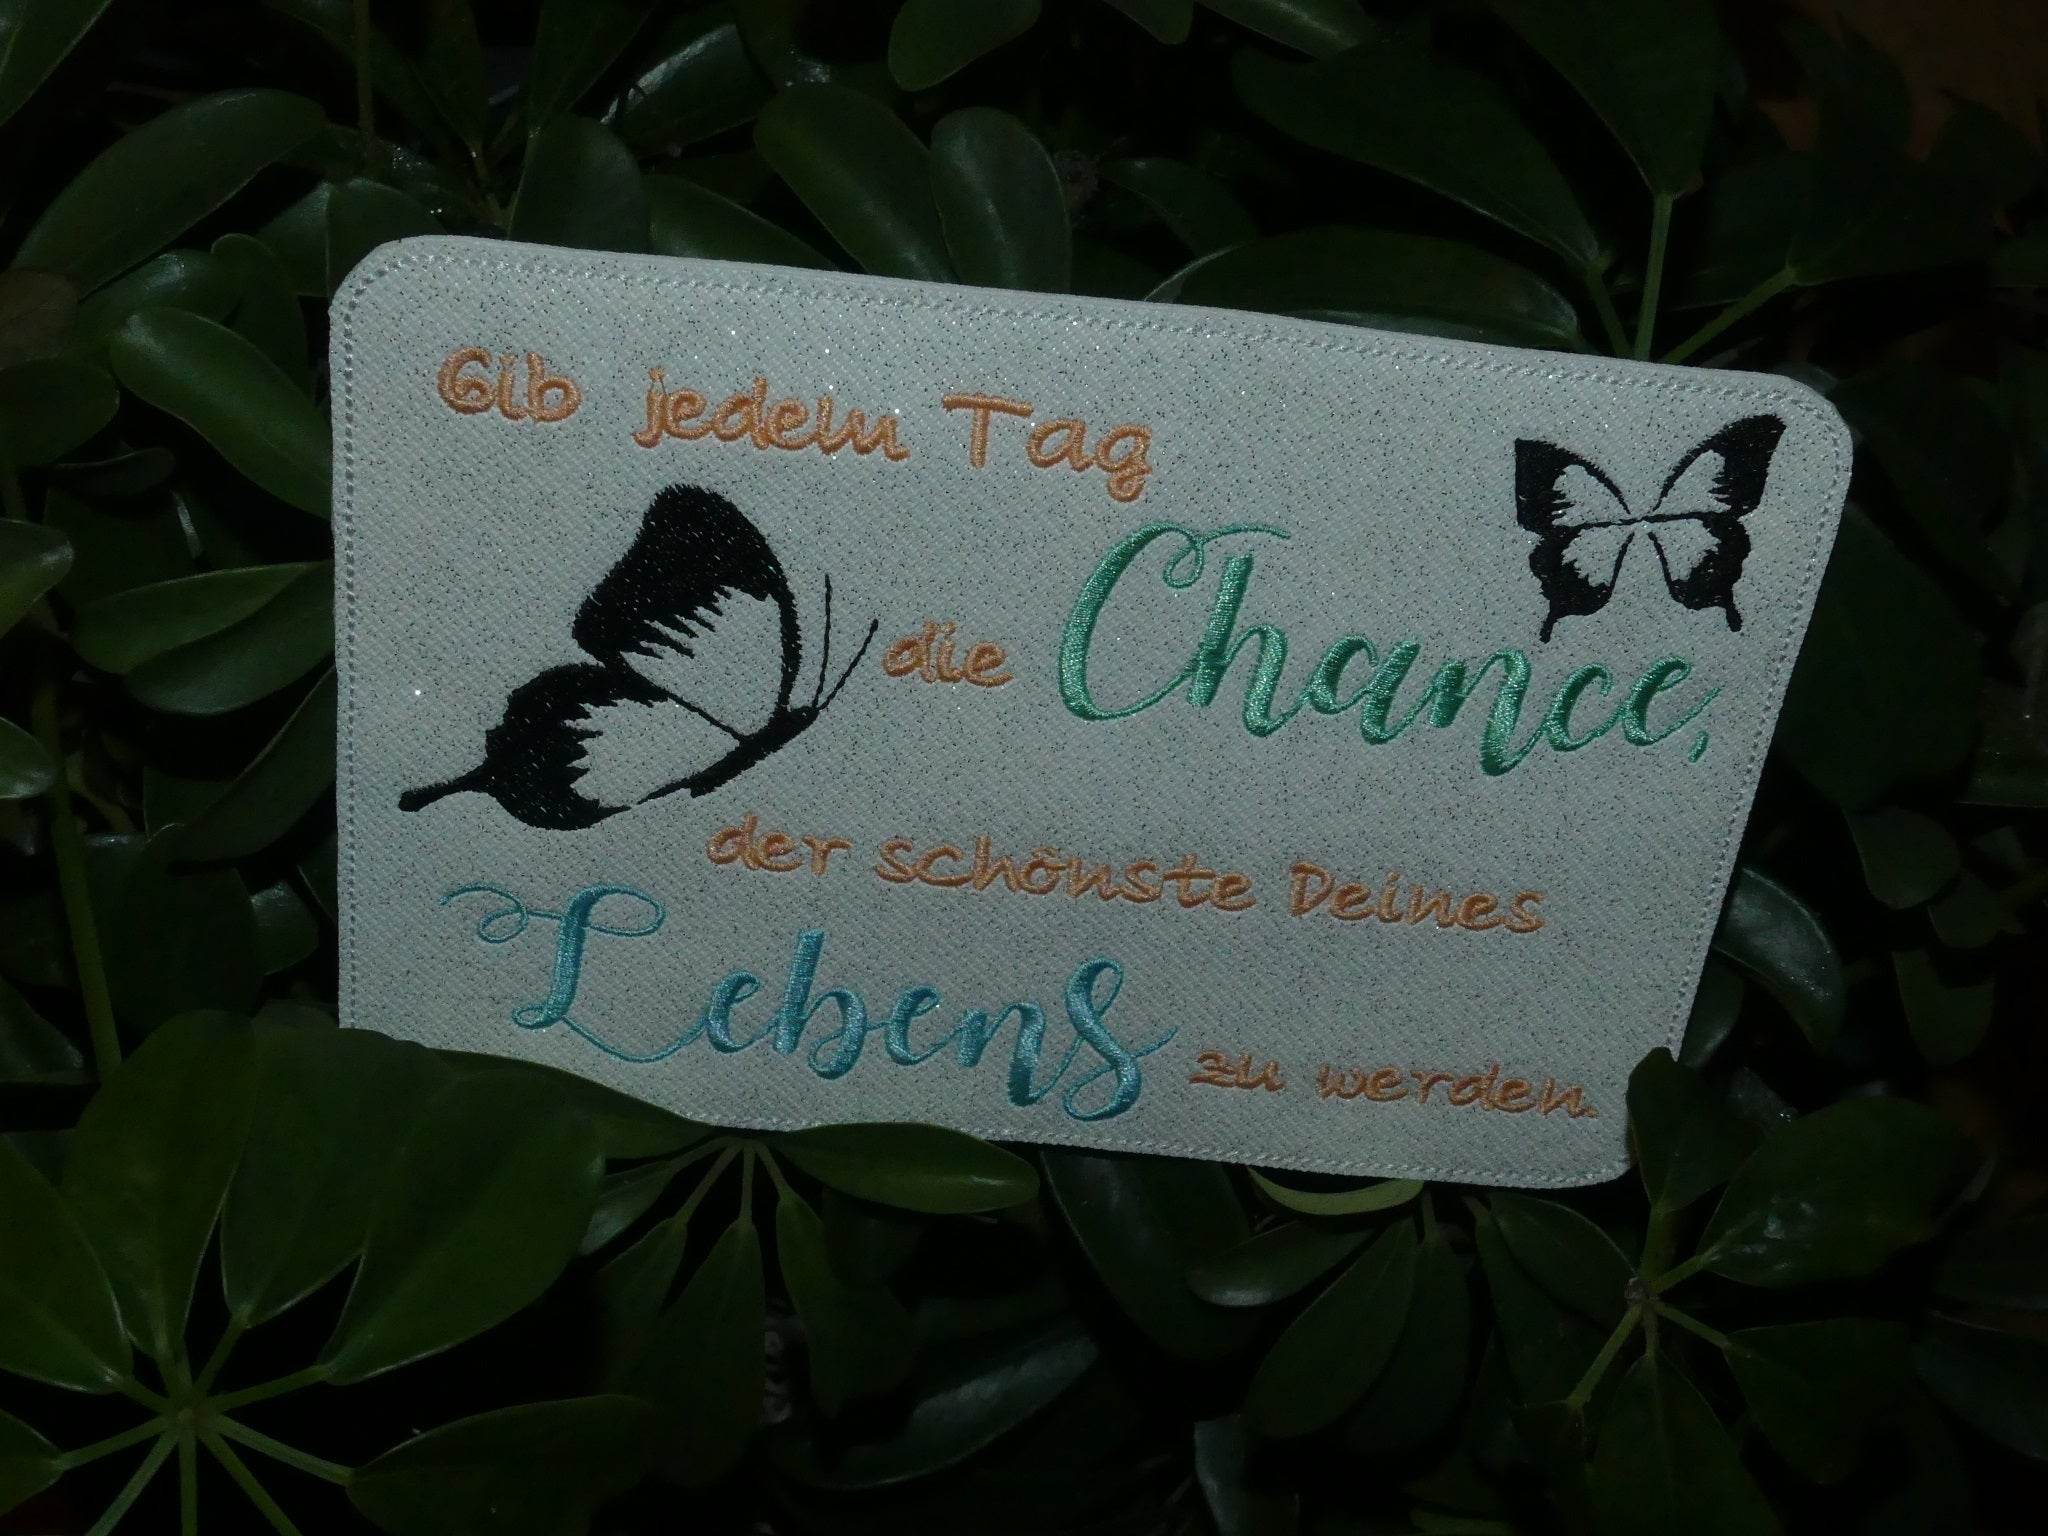 Gib jedem Tag
die Chance,
der schönste Deines
Lebens zu werden.